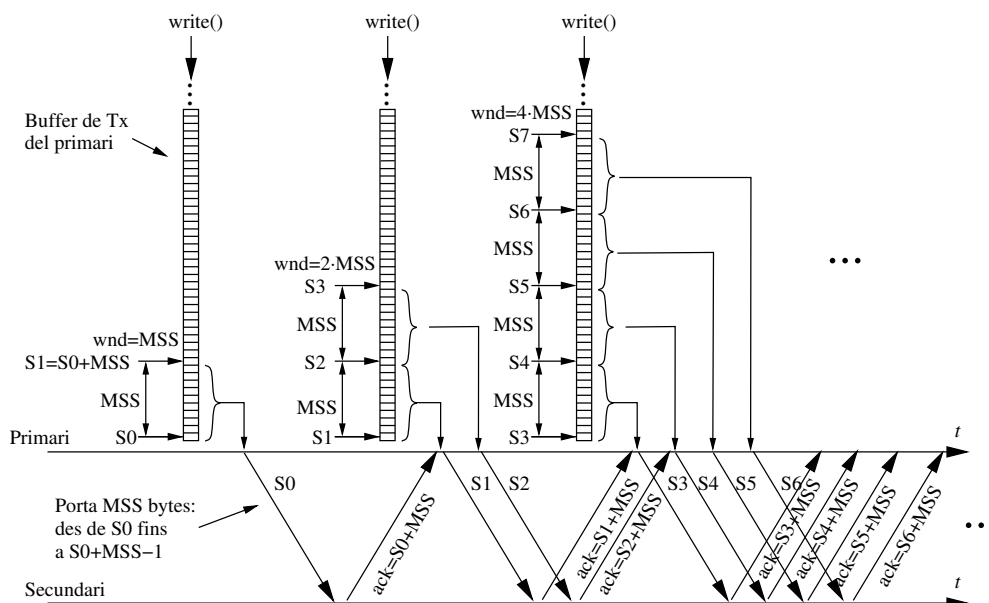 write()
write()
write()
Buffer de Tx
del primari
wnd=4·MSS
S7
MSS
S6
MSS
S5
MSS
S4
MSS
S3
wnd=2·MSS
S3
MSS
S2
MSS
S1
wnd=MSS
S1=S0+MSS
MSS
S0
Primari
t
S0
S1
S2
S3
S4
S5
S6
Porta MSS bytes:
des de S0 fins
a S0+MSS−1
ack=S0+MSS
ack=S1+MSS
ack=S2+MSS
ack=S3+MSS
ack=S4+MSS
ack=S5+MSS
ack=S6+MSS
Secundari
t